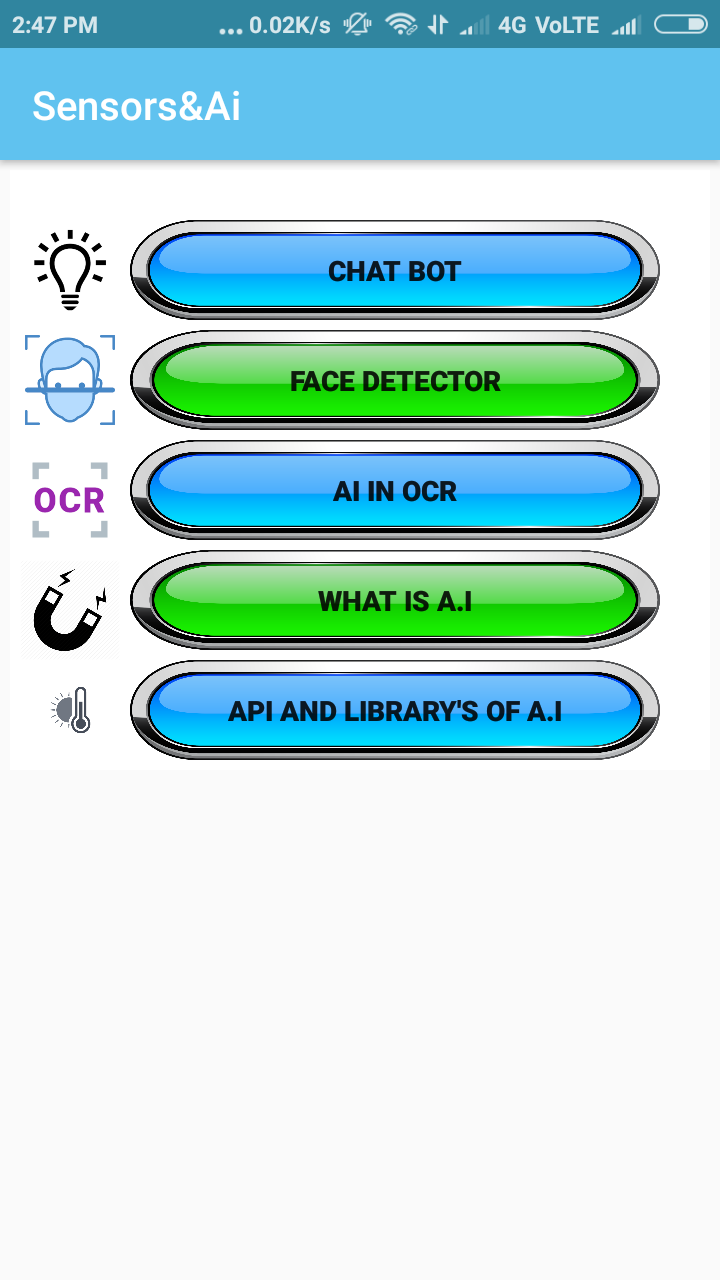 2:47 PM ... 0.02K/s 4G VoLTE
Sensors&Ai
CHAT BOT
FACE DETECTOR
OCR
AI IN OCR
WHAT IS A.I
API AND LIBRARY'S OF A.I